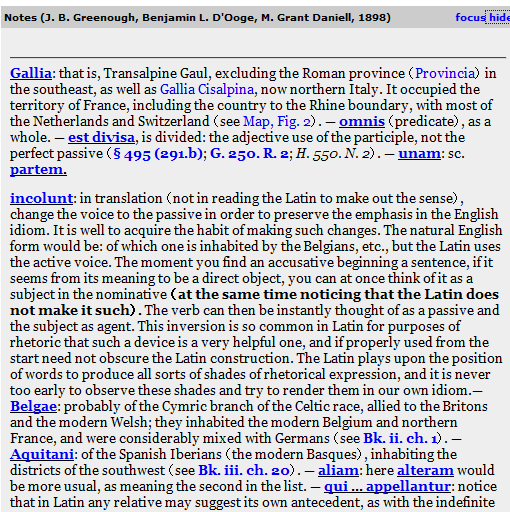 Notes (J. B. Greenough, Benjamin L. D'Ooge, M. Grant Daniell, 1898) focus hide
Gallia: that is, Transalpine Gaul, excluding the Roman province (Provincia) in
the southeast, as well as Gallia Cisalpina, now northern Italy. It occupied the
territory of France, including the country to the Rhine boundary, with most of
the Netherlands and Switzerland (see Map, Fig. 2). — omnis (predicate), as a
whole. — est divisa, is divided: the adjective use of the participle, not the
perfect passive (§ 495 (291.b); G. 250. R. 2; H. 550. N. 2). — unam: sc.
partem.
incolunt: in translation (not in reading the Latin to make out the sense),
change the voice to the passive in order to preserve the emphasis in the English
idiom. It is well to acquire the habit of making such changes. The natural English
form would be: of which one is inhabited by the Belgians, etc., but the Latin uses
the active voice. The moment you find an accusative beginning a sentence, if it
seems from its meaning to be a direct object, you can at once think of it as a
subject in the nominative (at the same time noticing that the Latin does
not make it such). The verb can then be instantly thought of as a passive and
the subject as agent. This inversion is so common in Latin for purposes of
rhetoric that such a device is a very helpful one, and if properly used from the
start need not obscure the Latin construction. The Latin plays upon the position
of words to produce all sorts of shades of rhetorical expression, and it is never
too early to observe these shades and try to render them in our own idiom.—
Belgae: probably of the Cymric branch of the Celtic race, allied to the Britons
and the modern Welsh; they inhabited the modern Belgium and northern
France, and were considerably mixed with Germans (see Bk. ii. ch. 1). —
Aquitani: of the Spanish Iberians (the modern Basques), inhabiting the
districts of the southwest (see Bk. iii. ch. 20). — aliam: here alteram would
be more usual, as meaning the second in the list. — qui ... appellantur: notice
that in Latin any relative may suggest its own antecedent, as with the indefinite